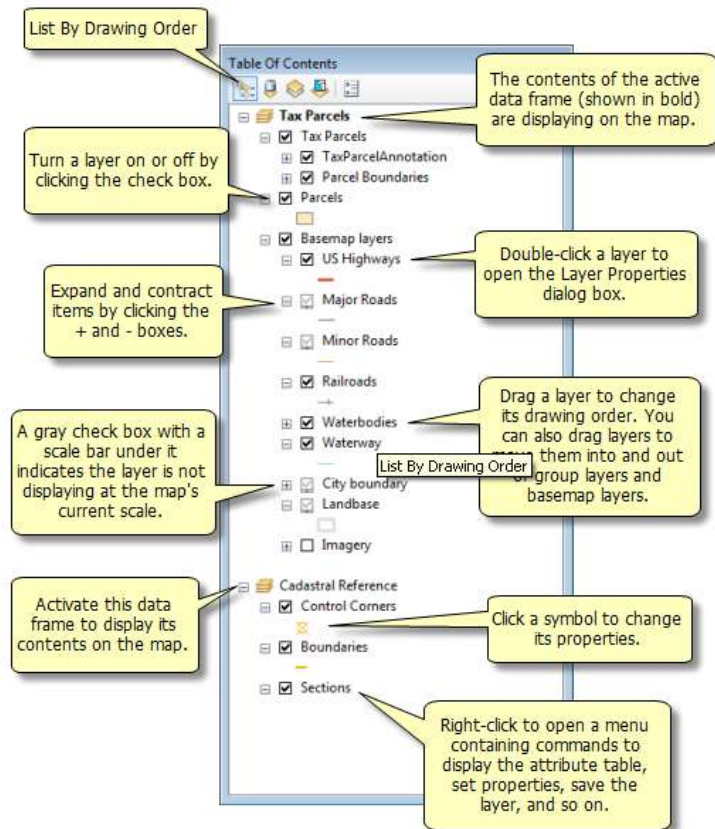 List By Drawing Order
Table Of Contents
The contents of the active
data frame (shown in bold)
are displaying on the map.
Tax Parcels
Tax Parcels
TaxParcelAnnotation
Parcel Boundaries
Turn a layer on or off by
clicking the check box.
Parcels
Basemap layers
US Highways
Double-click a layer to
open the Layer Properties
dialog box.
Expand and contract
items by clicking the
+ and - boxes.
Major Roads
Minor Roads
Railroads
Drag a layer to change
its drawing order. You
can also drag layers to
move them into and out
of group layers and
basemap layers.
Waterbodies
Waterway
List By Drawing Order
A gray check box with a
scale bar under it
indicates the layer is not
displaying at the map's
current scale.
City boundary
Landbase
Imagery
Cadastral Reference
Activate this data
frame to display its
contents on the map.
Control Corners
Click a symbol to change
its properties.
Boundaries
Sections
Right-click to open a menu
containing commands to
display the attribute table,
set properties, save the
layer, and so on.